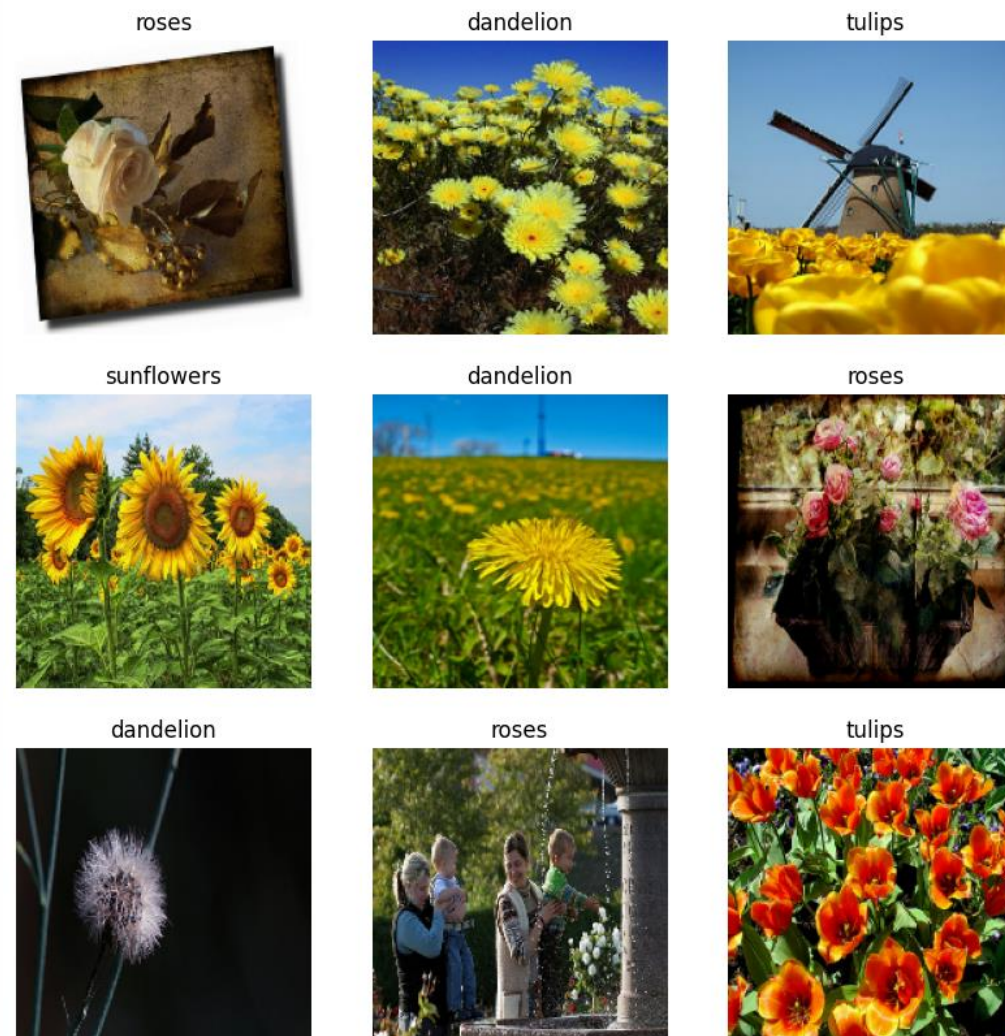 roses
dandelion
tulips
sunflowers
dandelion
roses
dandelion
roses
tulips